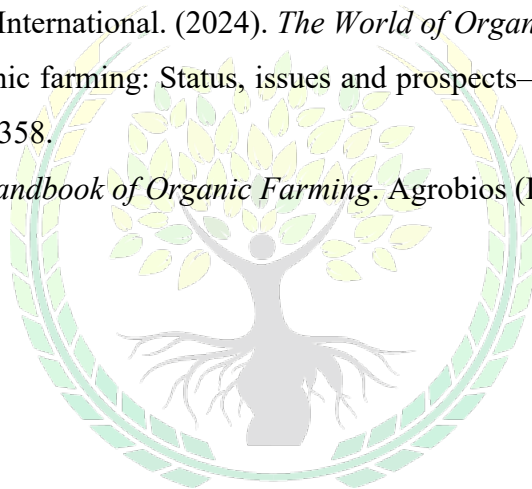 International. (2024). The World of Organ
nic farming: Status, issues and prospects–
358.
andbook of Organic Farming. Agrobios (I